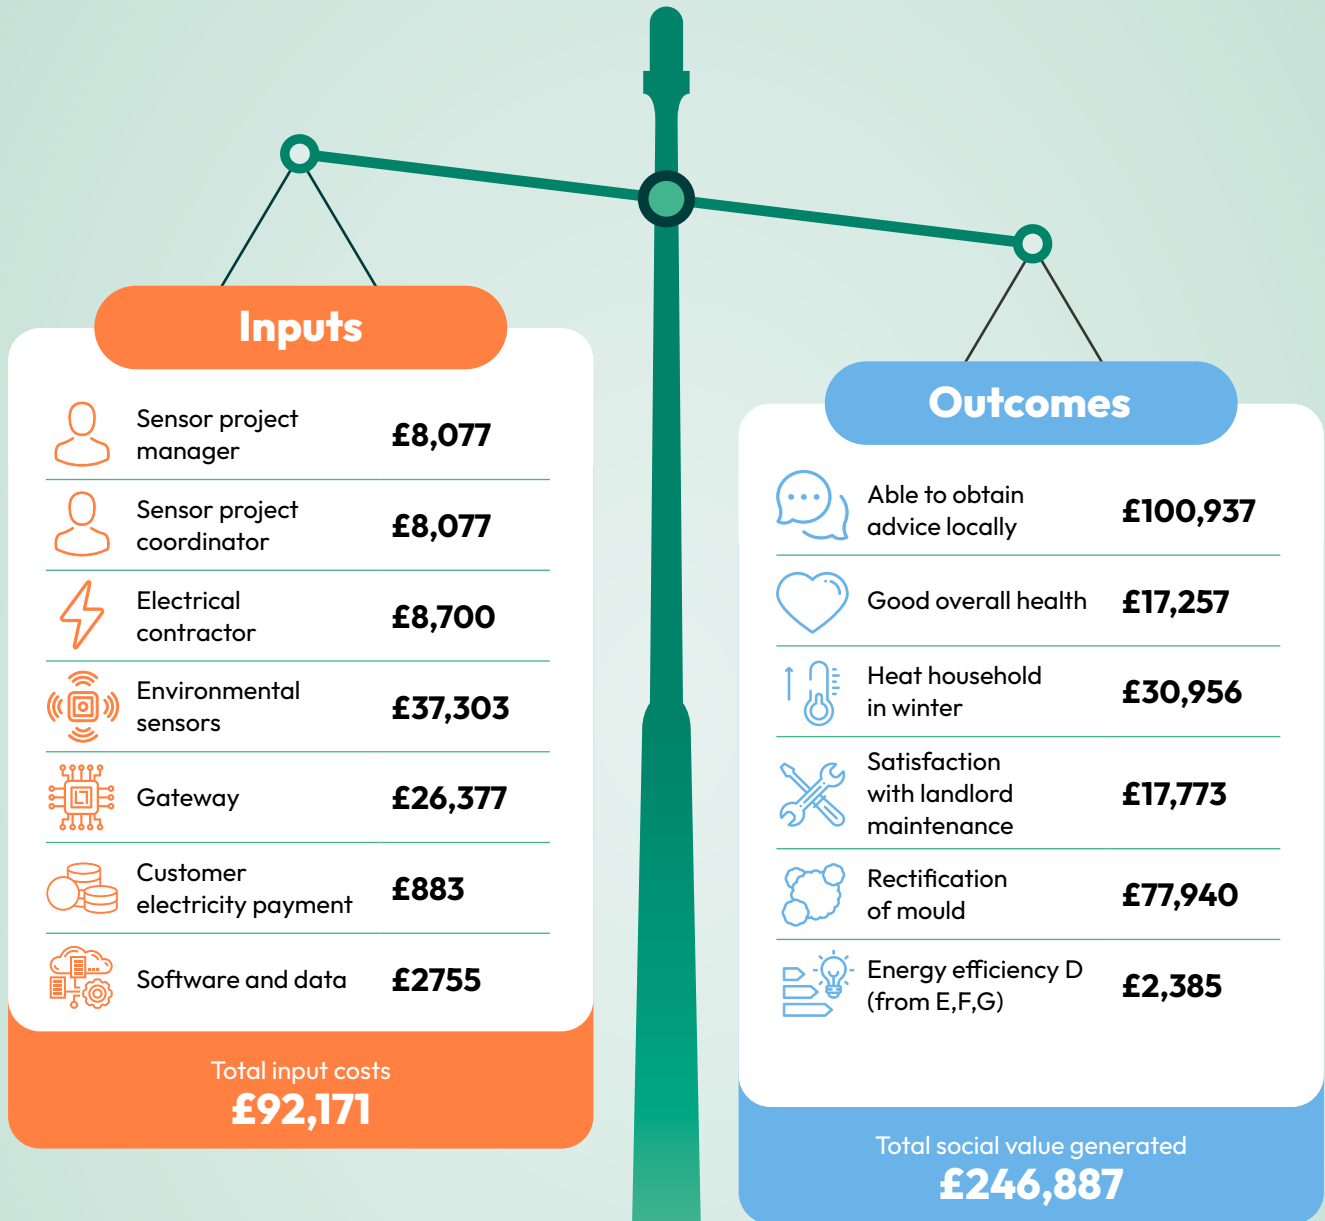 Inputs
Sensor project
manager
£8,077
Sensor project
coordinator
£8,077
Electrical
contractor
£8,700
Environmental
sensors
£37,303
Gateway
£26,377
Customer
electricity payment
£883
Software and data
£2755
Total input costs
£92,171
Outcomes
Able to obtain
advice locally
£100,937
Good overall health
£17,257
Heat household
in winter
£30,956
Satisfaction
with landlord
maintenance
£17,773
Rectification
of mould
£77,940
Energy efficiency D
(from E,F,G)
£2,385
Total social value generated
£246,887